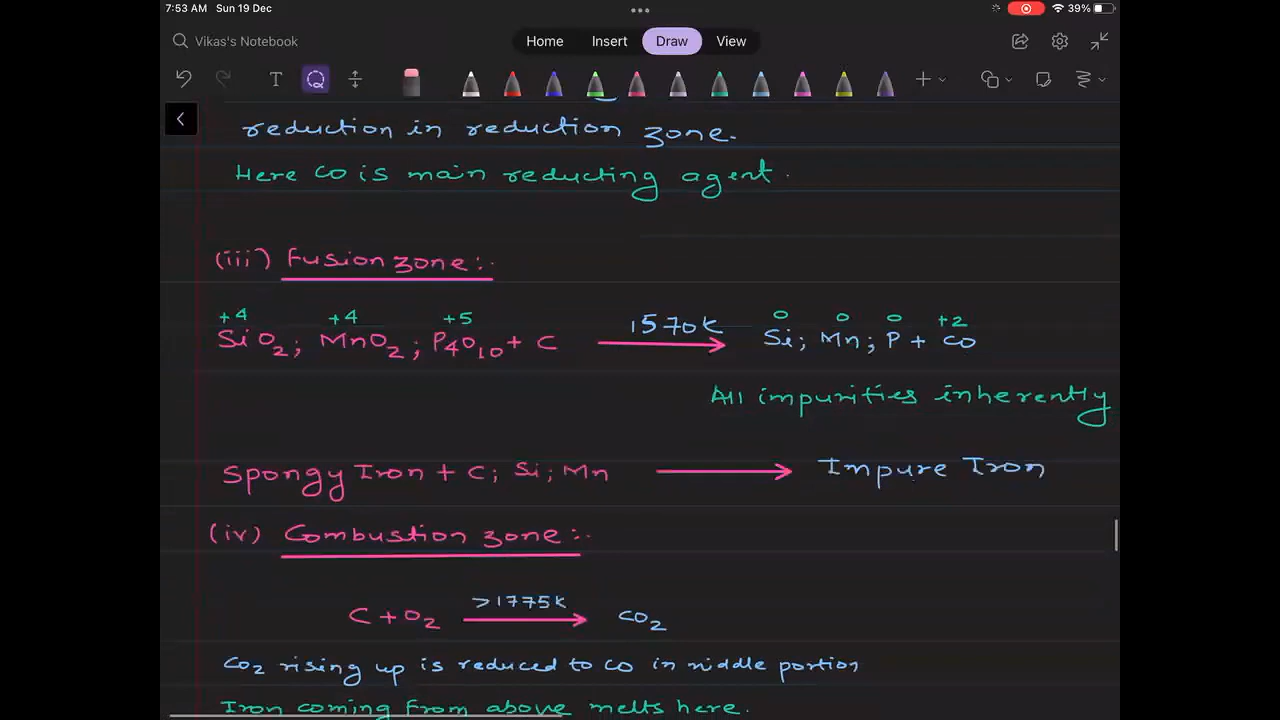 7:53 AM Sun 19 Dec
39%
Vikas's Notebook
Home Insert Draw View
T
reduction in reduction zone.
Here CO is main reducting agent.
(iii) Fusion zone:-
+4 +4 +5 1570K 0 0 0 +2
SiO2; MnO2; P4O10 + C → Si; Mn; P + CO
All impurities inherently
Spongy Iron + C; Si; Mn → Impure Iron
(iv) Combustion zone:-
C + O2 >1775K → CO2
CO2 rising up is reduced to CO in middle portion
Iron coming from above melts here.